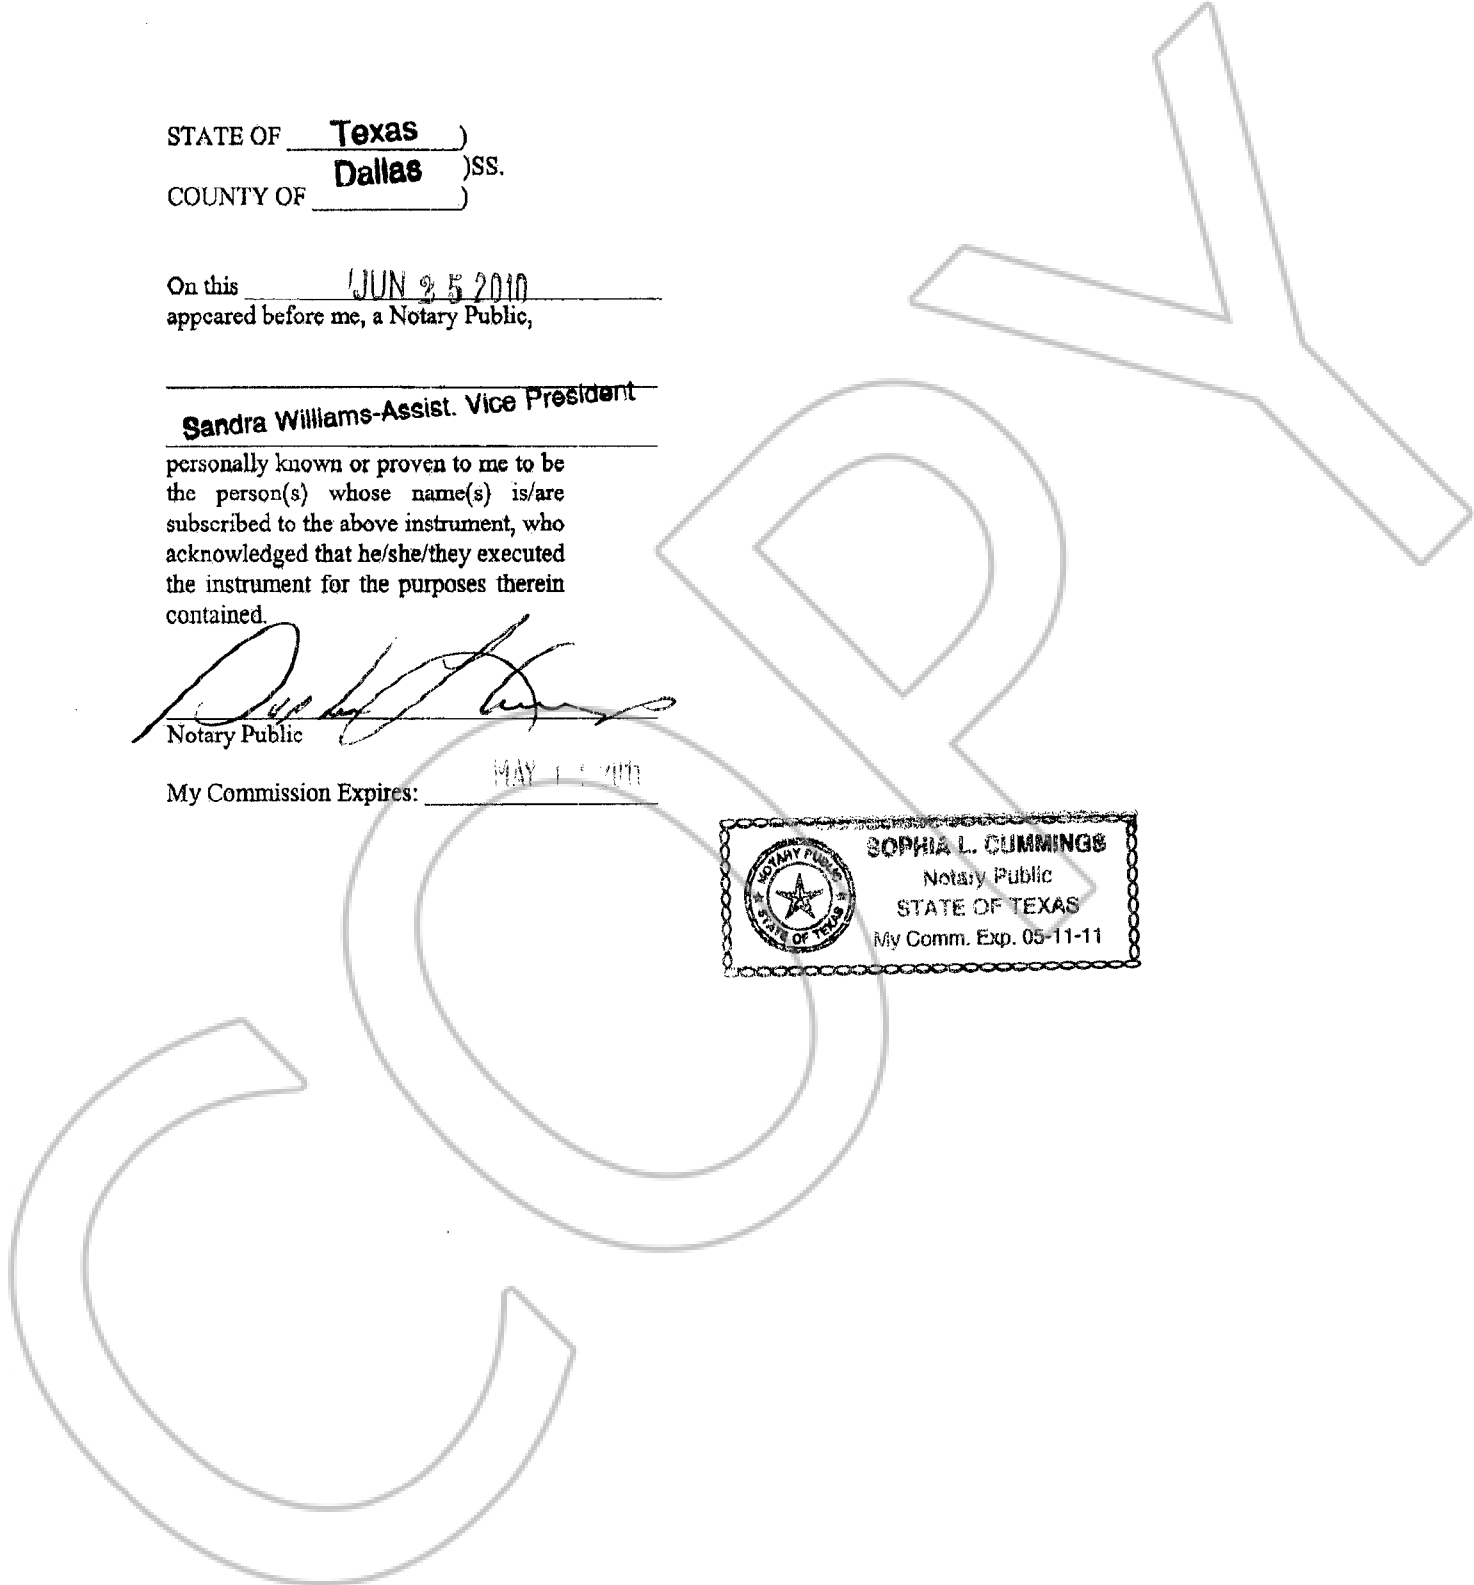 STATE OF Texas )
Dallas )SS.
COUNTY OF )
On this JUN 25 2010
appeared before me, a Notary Public,
Sandra Williams-Assist. Vice President
personally known or proven to me to be
the person(s) whose name(s) is/are
subscribed to the above instrument, who
acknowledged that he/she/they executed
the instrument for the purposes therein
contained.
Notary Public
My Commission Expires: MAY 2011
SOPHIA L. CUMMINGS
Notary Public
STATE OF TEXAS
My Comm. Exp. 05-11-11
NOTARY PUBLIC
STATE OF TEXAS
COPY